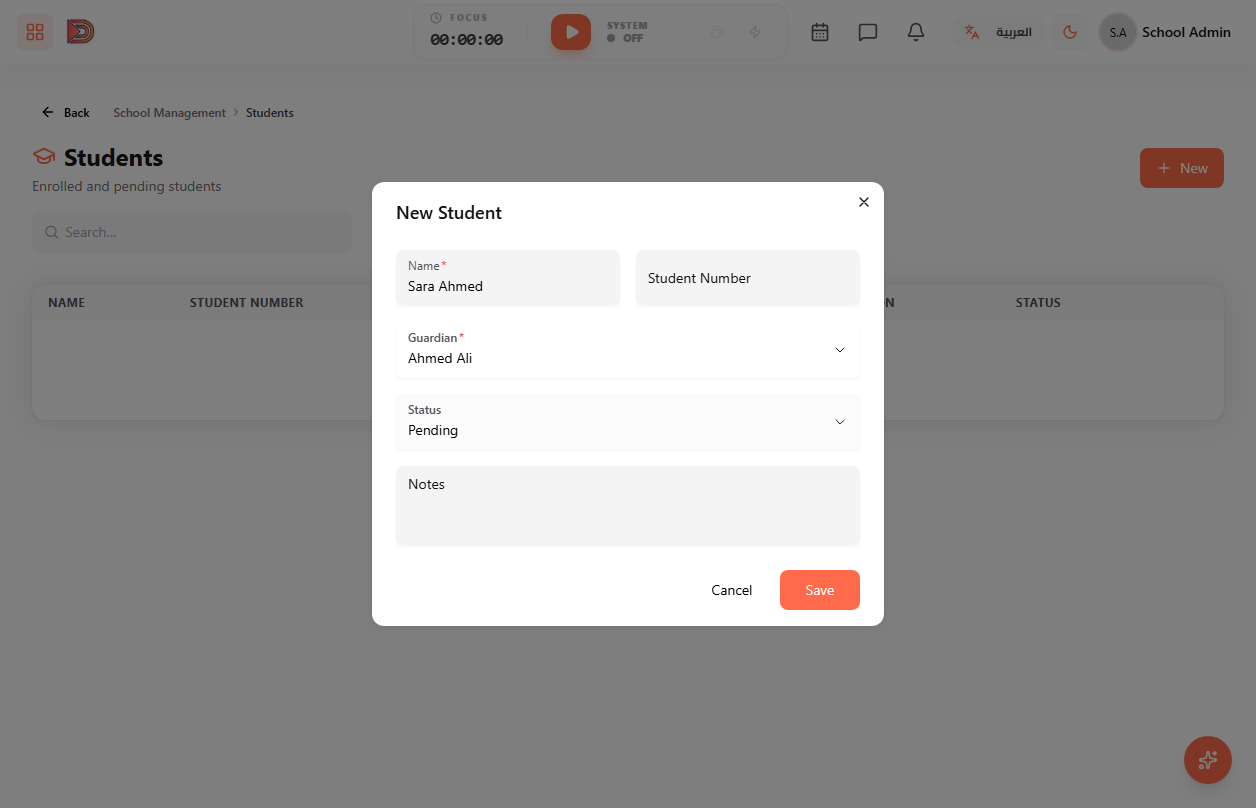 FOCUS
00:00:00
SYSTEM
OFF
العربية
S.A
School Admin
Back
School Management
Students
Students
Enrolled and pending students
New
Search...
NAME
STUDENT NUMBER
STATUS
New Student
Name*
Sara Ahmed
Student Number
Guardian*
Ahmed Ali
Status
Pending
Notes
Cancel
Save